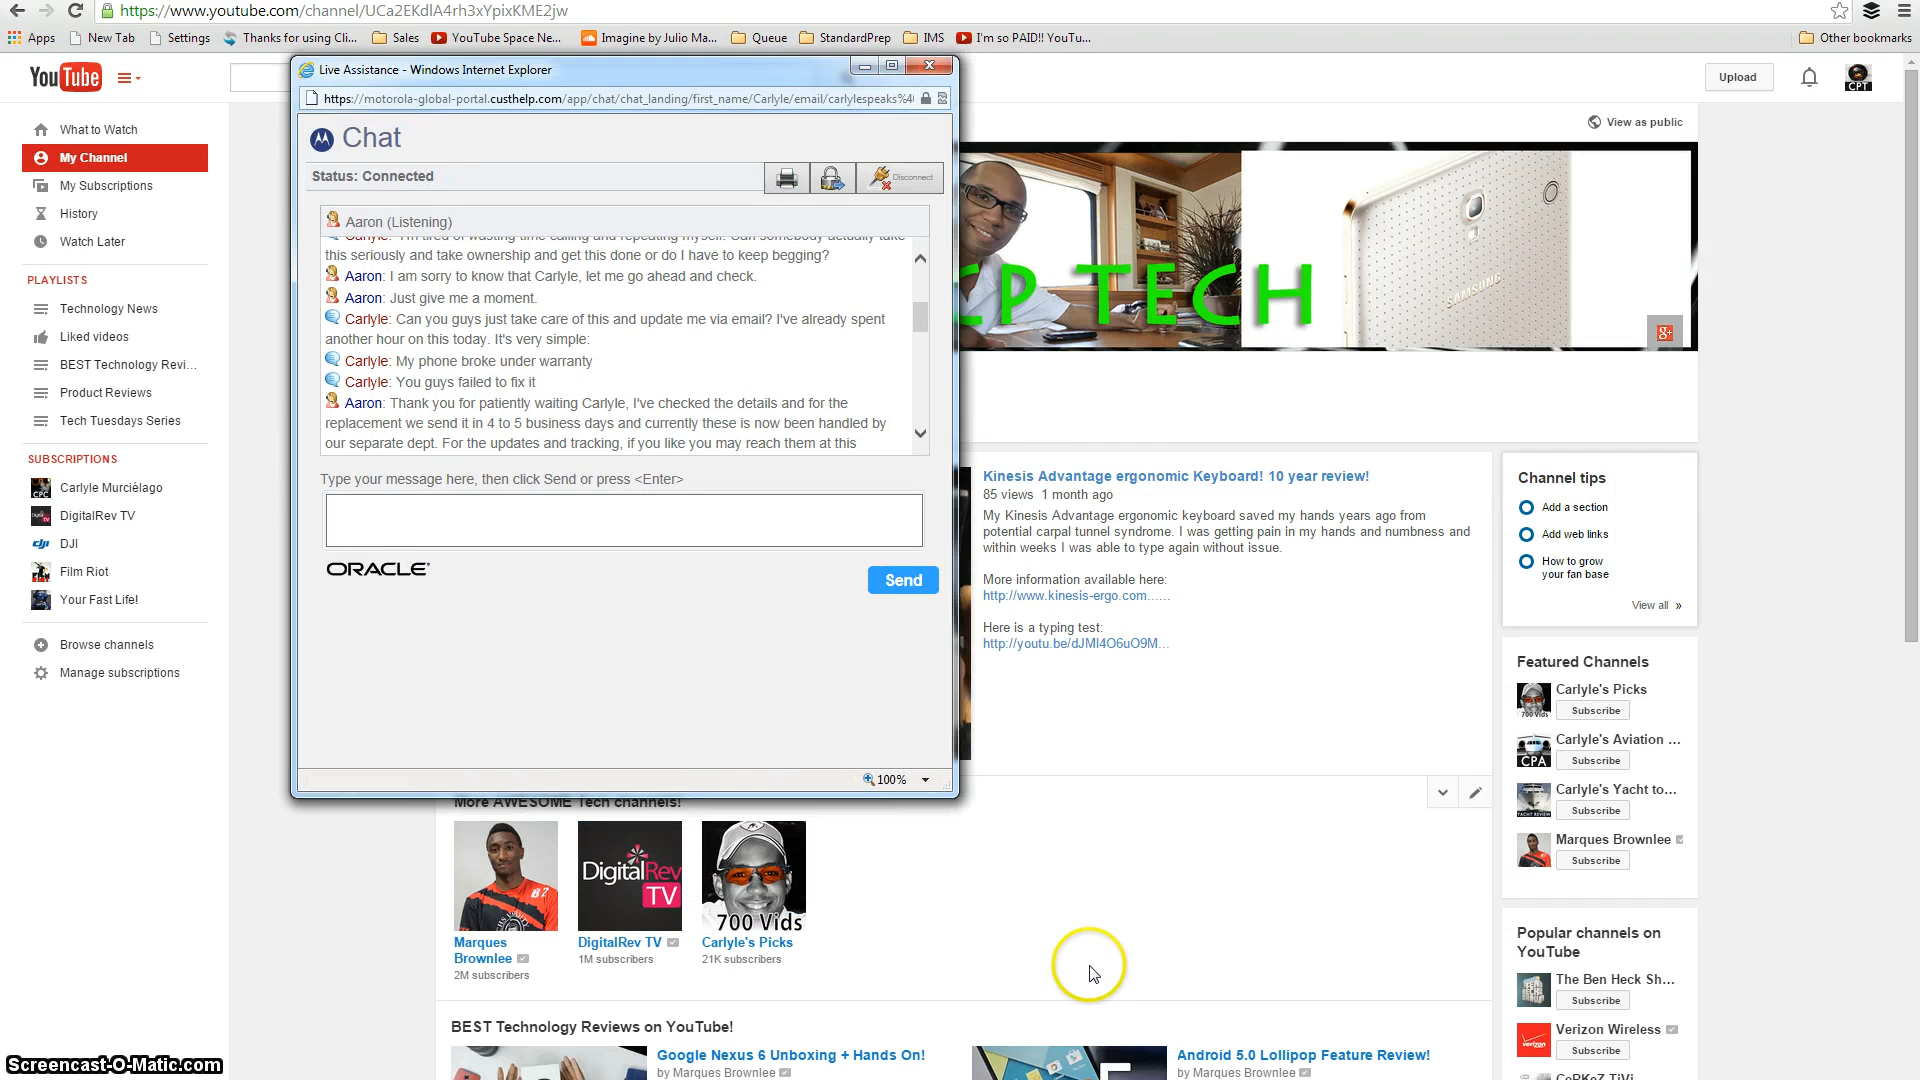 https://www.youtube.com/channel/UCa2EKdlA4rh3xYpixKME2jw
Apps
New Tab
Settings
Thanks for using Cli...
Sales
YouTube Space Ne...
Imagine by Julio Ma...
Queue
StandardPrep
IMS
I'm so PAID!! YouTu...
Other bookmarks
YouTube
Upload
CPT
What to Watch
My Channel
My Subscriptions
History
Watch Later
PLAYLISTS
Technology News
Liked videos
BEST Technology Revi...
Product Reviews
Tech Tuesdays Series
SUBSCRIPTIONS
Carlyle Murciélago
DigitalRev TV
DJI
Film Riot
Your Fast Life!
Browse channels
Manage subscriptions
Live Assistance - Windows Internet Explorer
https://motorola-global-portal.custhelp.com/app/chat/chat_landing/first_name/Carlyle/email/carlylespeaks%4
Chat
Status: Connected
Disconnect
Aaron (Listening)
Carlyle: I'm tired of wasting time calling and repeating myself. Can somebody actually take
this seriously and take ownership and get this done or do I have to keep begging?
Aaron: I am sorry to know that Carlyle, let me go ahead and check.
Aaron: Just give me a moment.
Carlyle: Can you guys just take care of this and update me via email? I've already spent
another hour on this today. It's very simple:
Carlyle: My phone broke under warranty
Carlyle: You guys failed to fix it
Aaron: Thank you for patiently waiting Carlyle, I've checked the details and for the
replacement we send it in 4 to 5 business days and currently these is now been handled by
our separate dept. For the updates and tracking, if you like you may reach them at this
Type your message here, then click Send or press <Enter>
ORACLE
Send
100%
View as public
CP TECH
SAMSUNG
g+
Kinesis Advantage ergonomic Keyboard! 10 year review!
85 views 1 month ago
My Kinesis Advantage ergonomic keyboard saved my hands years ago from
potential carpal tunnel syndrome. I was getting pain in my hands and numbness and
within weeks I was able to type again without issue.
More information available here:
http://www.kinesis-ergo.com......
Here is a typing test:
http://youtu.be/dJMl4O6uO9M...
Channel tips
Add a section
Add web links
How to grow
your fan base
View all »
Featured Channels
Carlyle's Picks
Subscribe
Carlyle's Aviation ...
Subscribe
Carlyle's Yacht to...
Subscribe
Marques Brownlee
Subscribe
Popular channels on
YouTube
The Ben Heck Sh...
Subscribe
Verizon Wireless
Subscribe
More AWESOME Tech channels!
DigitalRev
TV
700 Vids
Marques
Brownlee
2M subscribers
DigitalRev TV
1M subscribers
Carlyle's Picks
21K subscribers
BEST Technology Reviews on YouTube!
Google Nexus 6 Unboxing + Hands On!
by Marques Brownlee
Android 5.0 Lollipop Feature Review!
by Marques Brownlee
Screencast-O-Matic.com